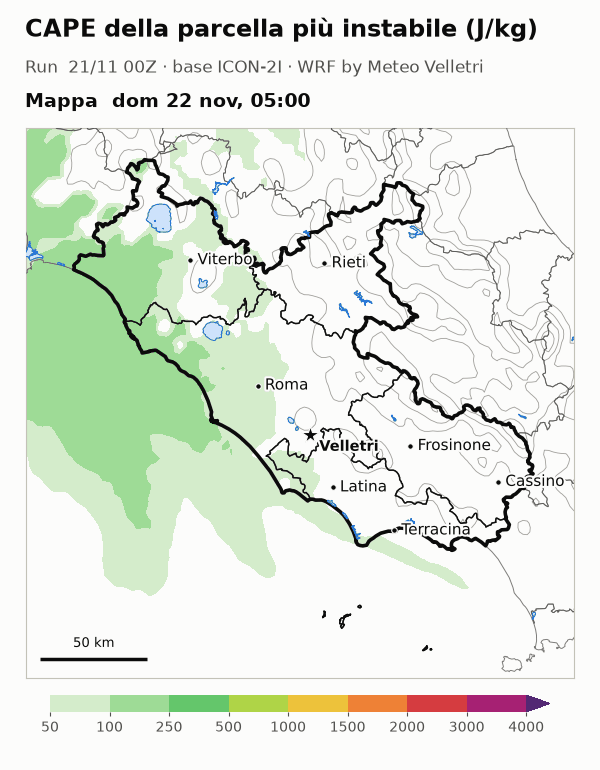 CAPE della parcella più instabile (J/kg)
Run  21/11 00Z · base ICON-2I · WRF by Meteo Velletri
Mappa  dom 22 nov, 05:00
Viterbo
Rieti
Roma
Velletri
Frosinone
Latina
Cassino
Terracina
50 km
50 100 250 500 1000 1500 2000 3000 4000